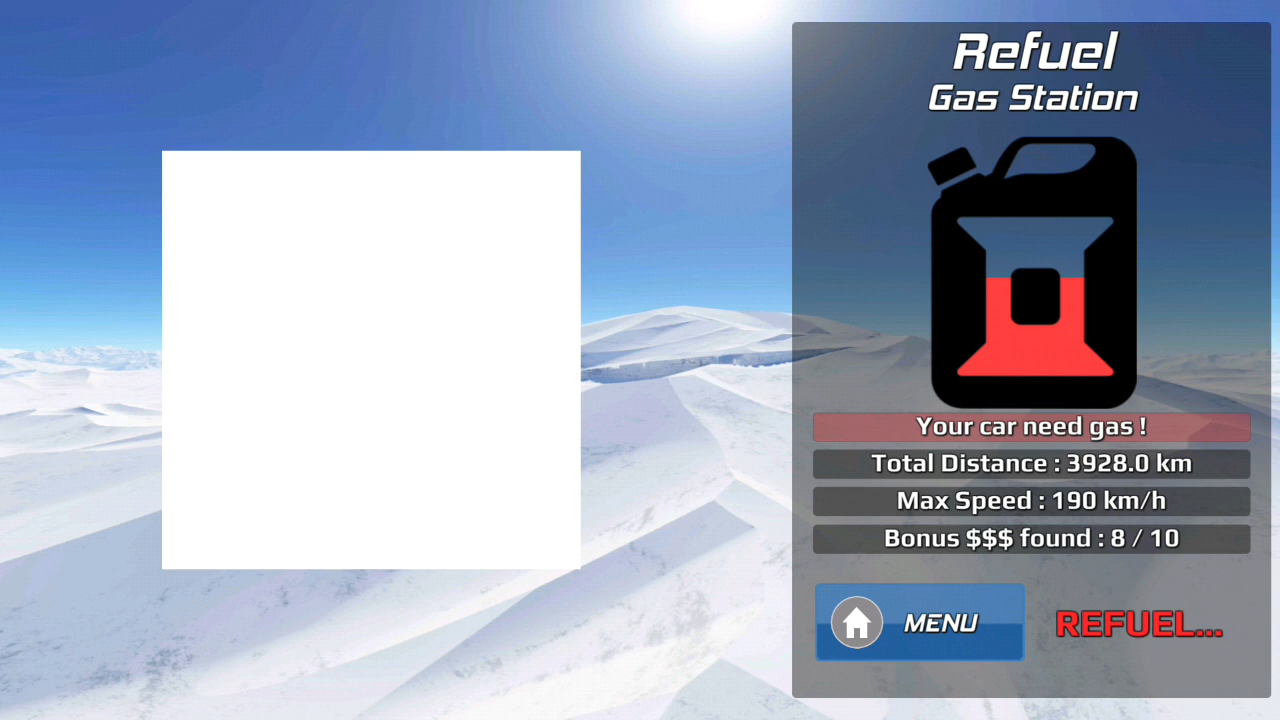 Refuel
Gas Station
Your car need gas !
Total Distance : 3928.0 km
Max Speed : 190 km/h
Bonus $$$ found : 8 / 10
MENU
REFUEL...